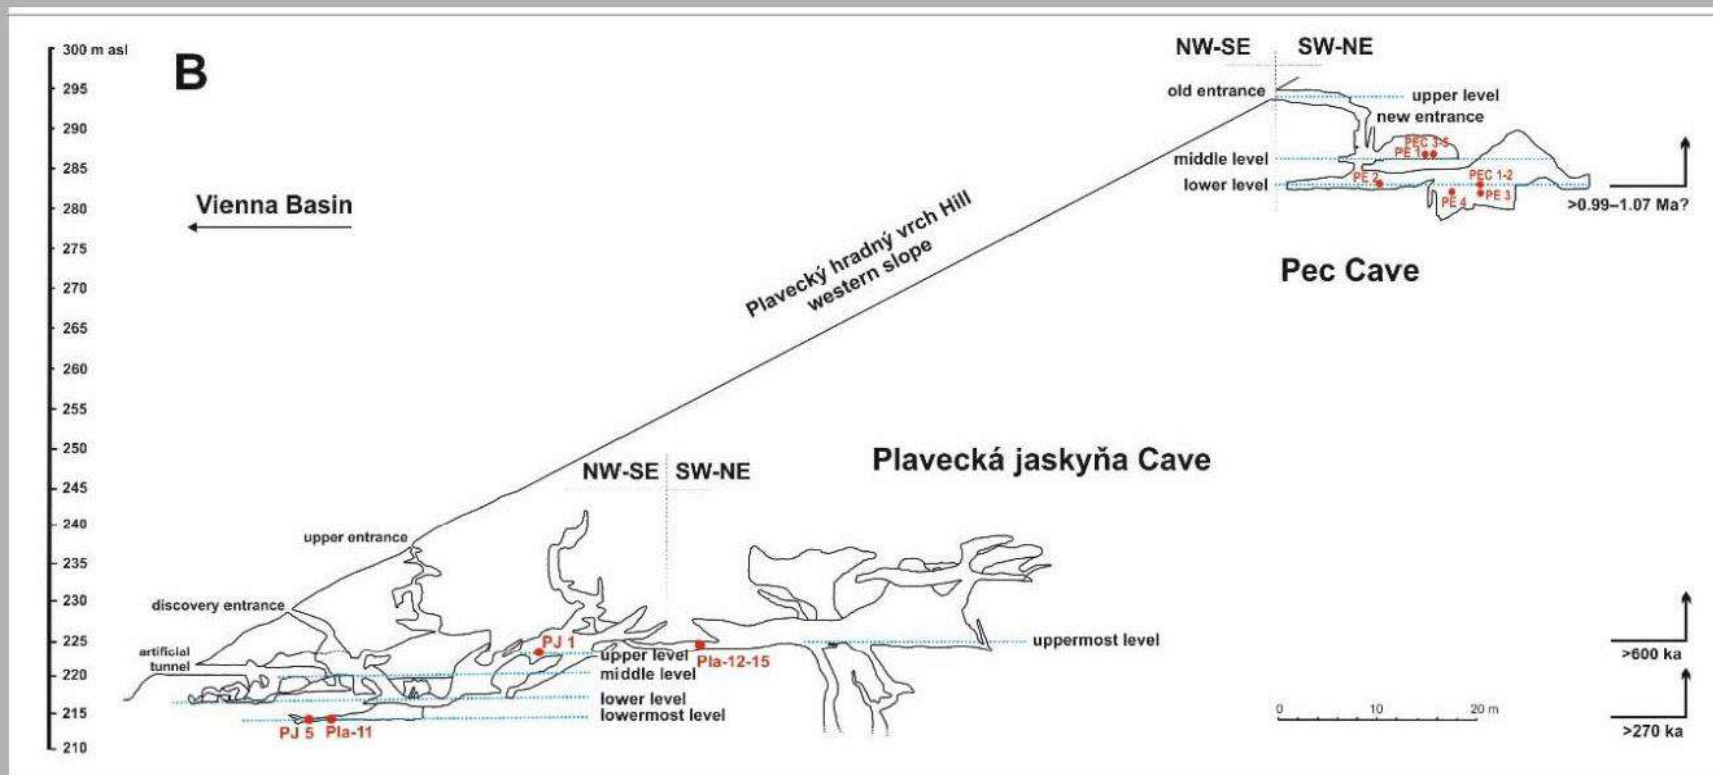 B
300 m asl
295
290
285
280
275
270
265
260
255
250
245
240
235
230
225
220
215
210
Vienna Basin
NW-SE SW-NE
old entrance
upper level
new entrance
PEC 3-5
PE 1
middle level
PE 2
PEC 1-2
lower level
PE 3
PE 4
>0.99–1.07 Ma?
Pec Cave
Plavecký hradný vrch Hill
western slope
Plavecká jaskyňa Cave
NW-SE SW-NE
upper entrance
discovery entrance
artificial
tunnel
PJ 1
upper level
Pla-12-15
uppermost level
middle level
lower level
lowermost level
PJ 5 Pla-11
0 10 20 m
>600 ka
>270 ka